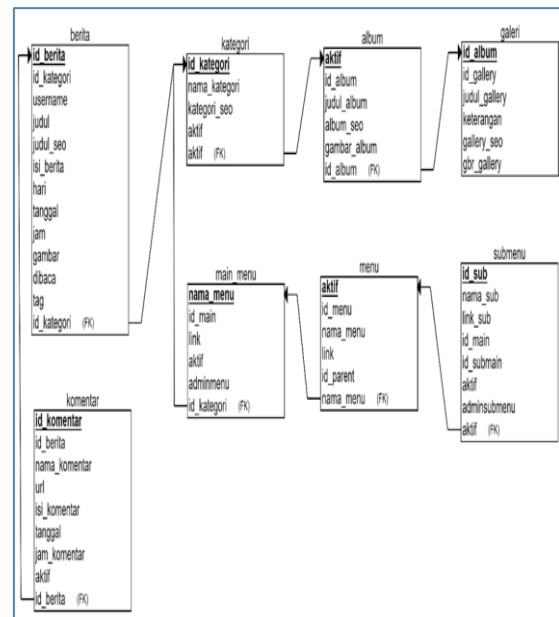 berita
id_berita
id_kategori
username
judul
judul_seo
isi_berita
hari
tanggal
jam
gambar
dibaca
tag
id_kategori (FK)
kategori
id_kategori
nama_kategori
kategori_seo
aktif
aktif (FK)
album
aktif
id_album
judul_album
album_seo
gambar_album
id_album (FK)
galeri
id_album
id_gallery
judul_gallery
keterangan
gallery_seo
gbr_gallery
main_menu
nama_menu
id_main
link
aktif
adminmenu
id_kategori (FK)
menu
aktif
id_menu
nama_menu
link
id_parent
nama_menu (FK)
submenu
id_sub
nama_sub
link_sub
id_main
id_submain
aktif
adminsubmenu
aktif (FK)
komentar
id_komentar
id_berita
nama_komentar
url
isi_komentar
tanggal
jam_komentar
aktif
id_berita (FK)